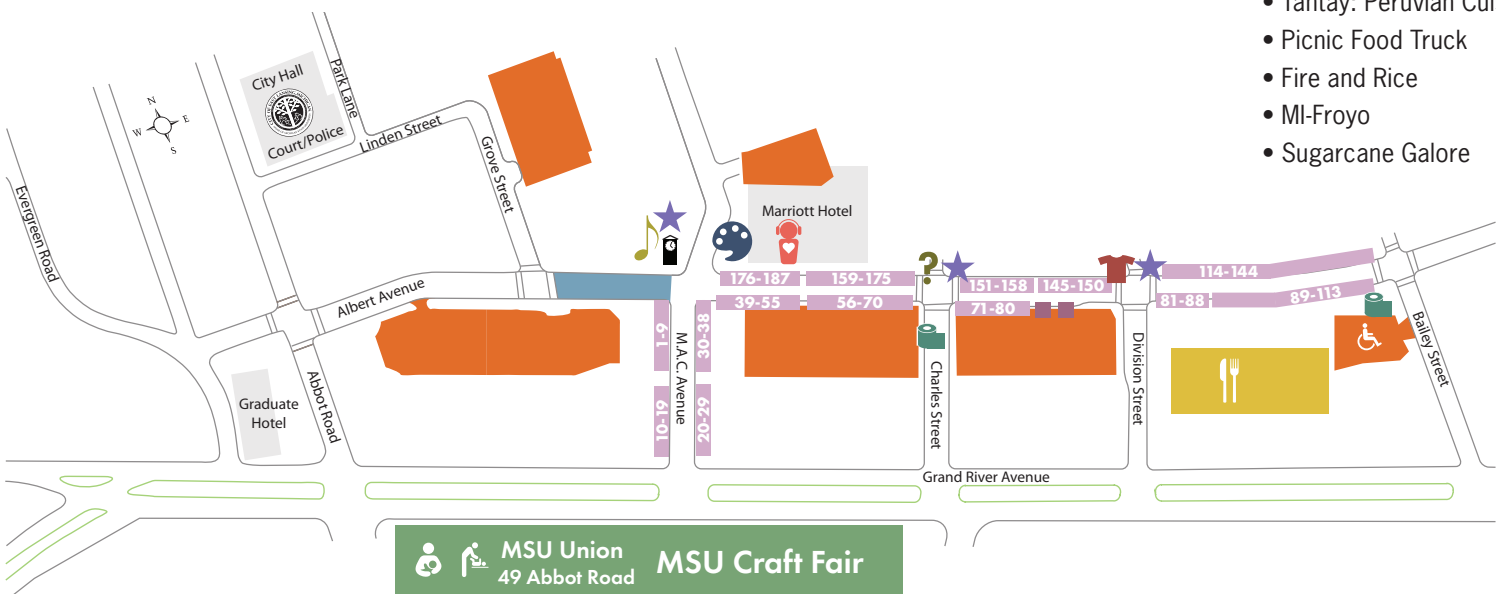 • Tantay: Peruvian
• Picnic Food Truck
• Fire and Rice
• MI-Froyo
• Sugarcane Galore
N
W
E
S
City Hall
Court/Police
Park Lane
Linden Street
Grove Street
Evergreen Road
Albert Avenue
Abbot Road
Graduate
Hotel
Marriott Hotel
?
176-187
159-175
151-158
145-150
114-144
39-55
56-70
71-80
81-88
89-113
1-9
10-19
30-38
20-29
M.A.C. Avenue
Charles Street
Division Street
Bailey Street
Grand River Avenue
MSU Union
49 Abbot Road
MSU Craft Fair